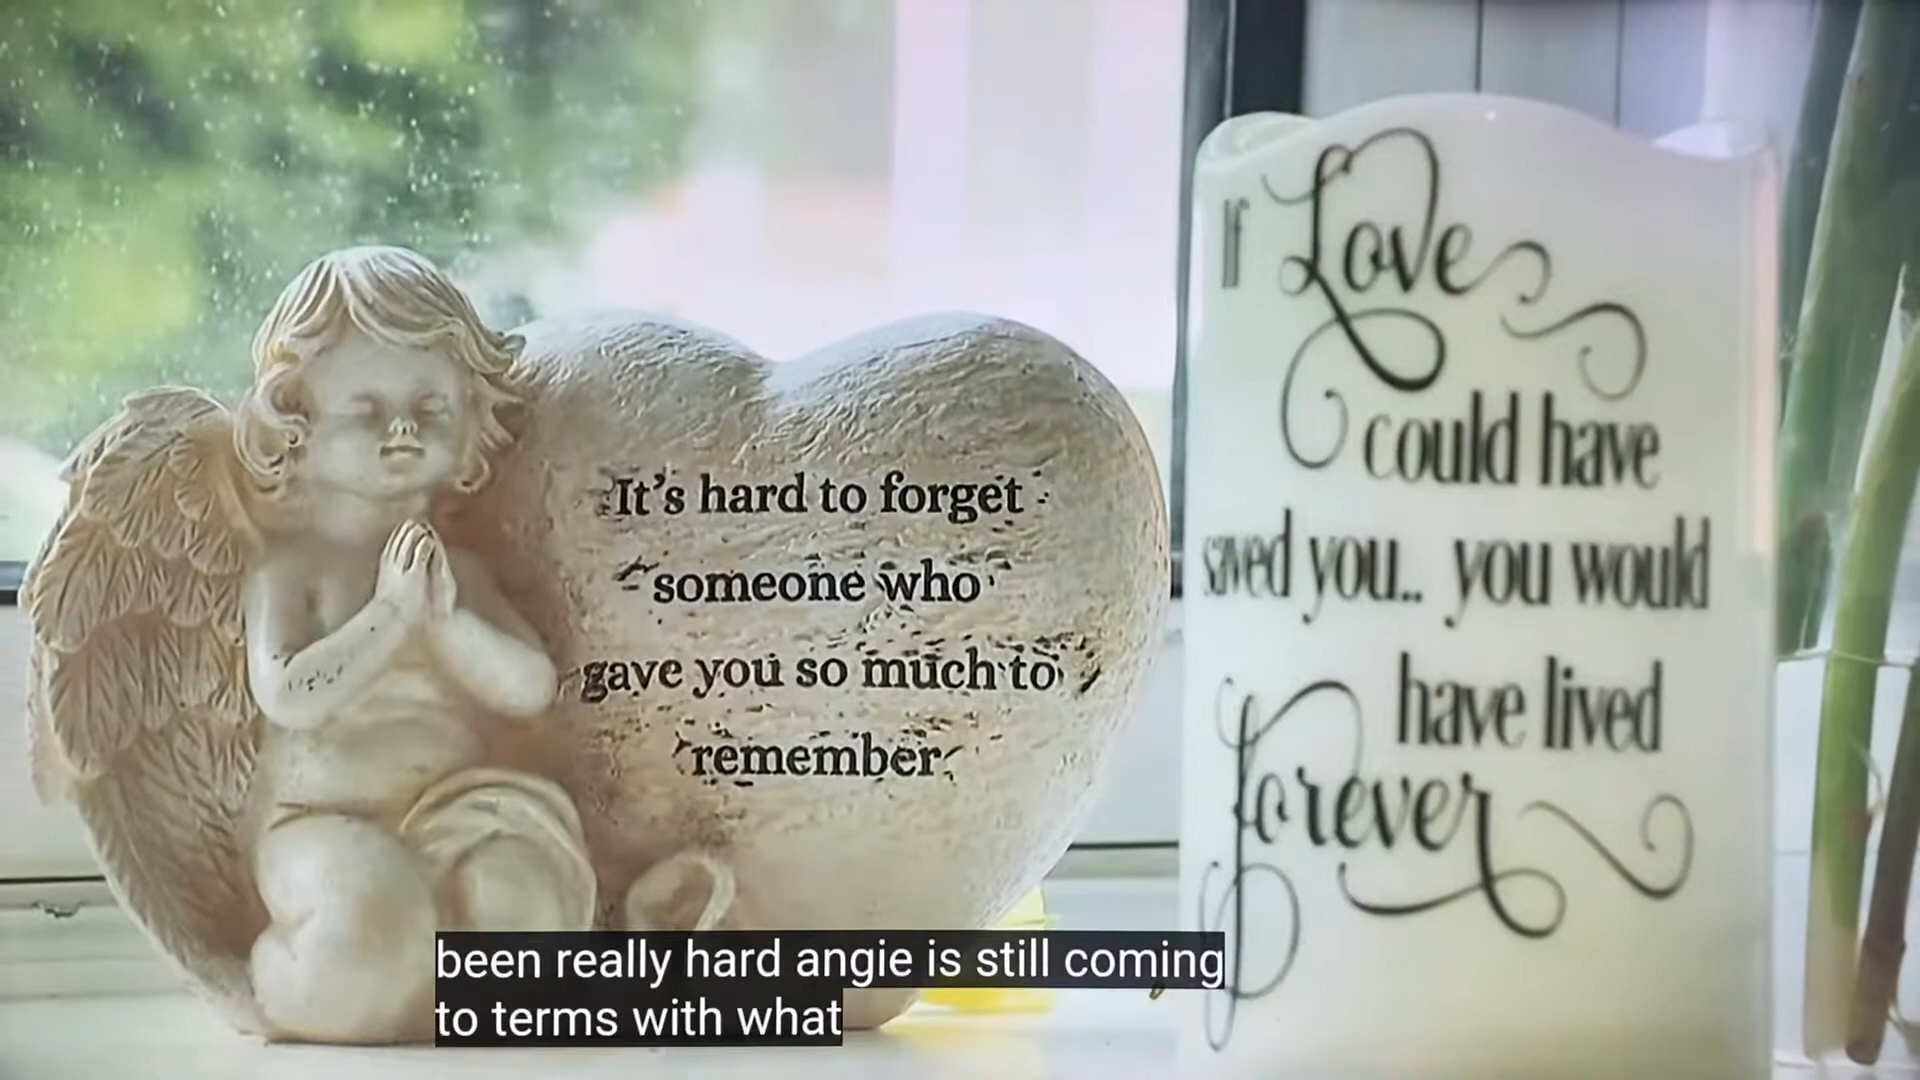 It's hard to forget
someone who
gave you so much to
remember
If Love
could have
saved you.. you would
have lived
forever
been really hard angie is still coming
to terms with what